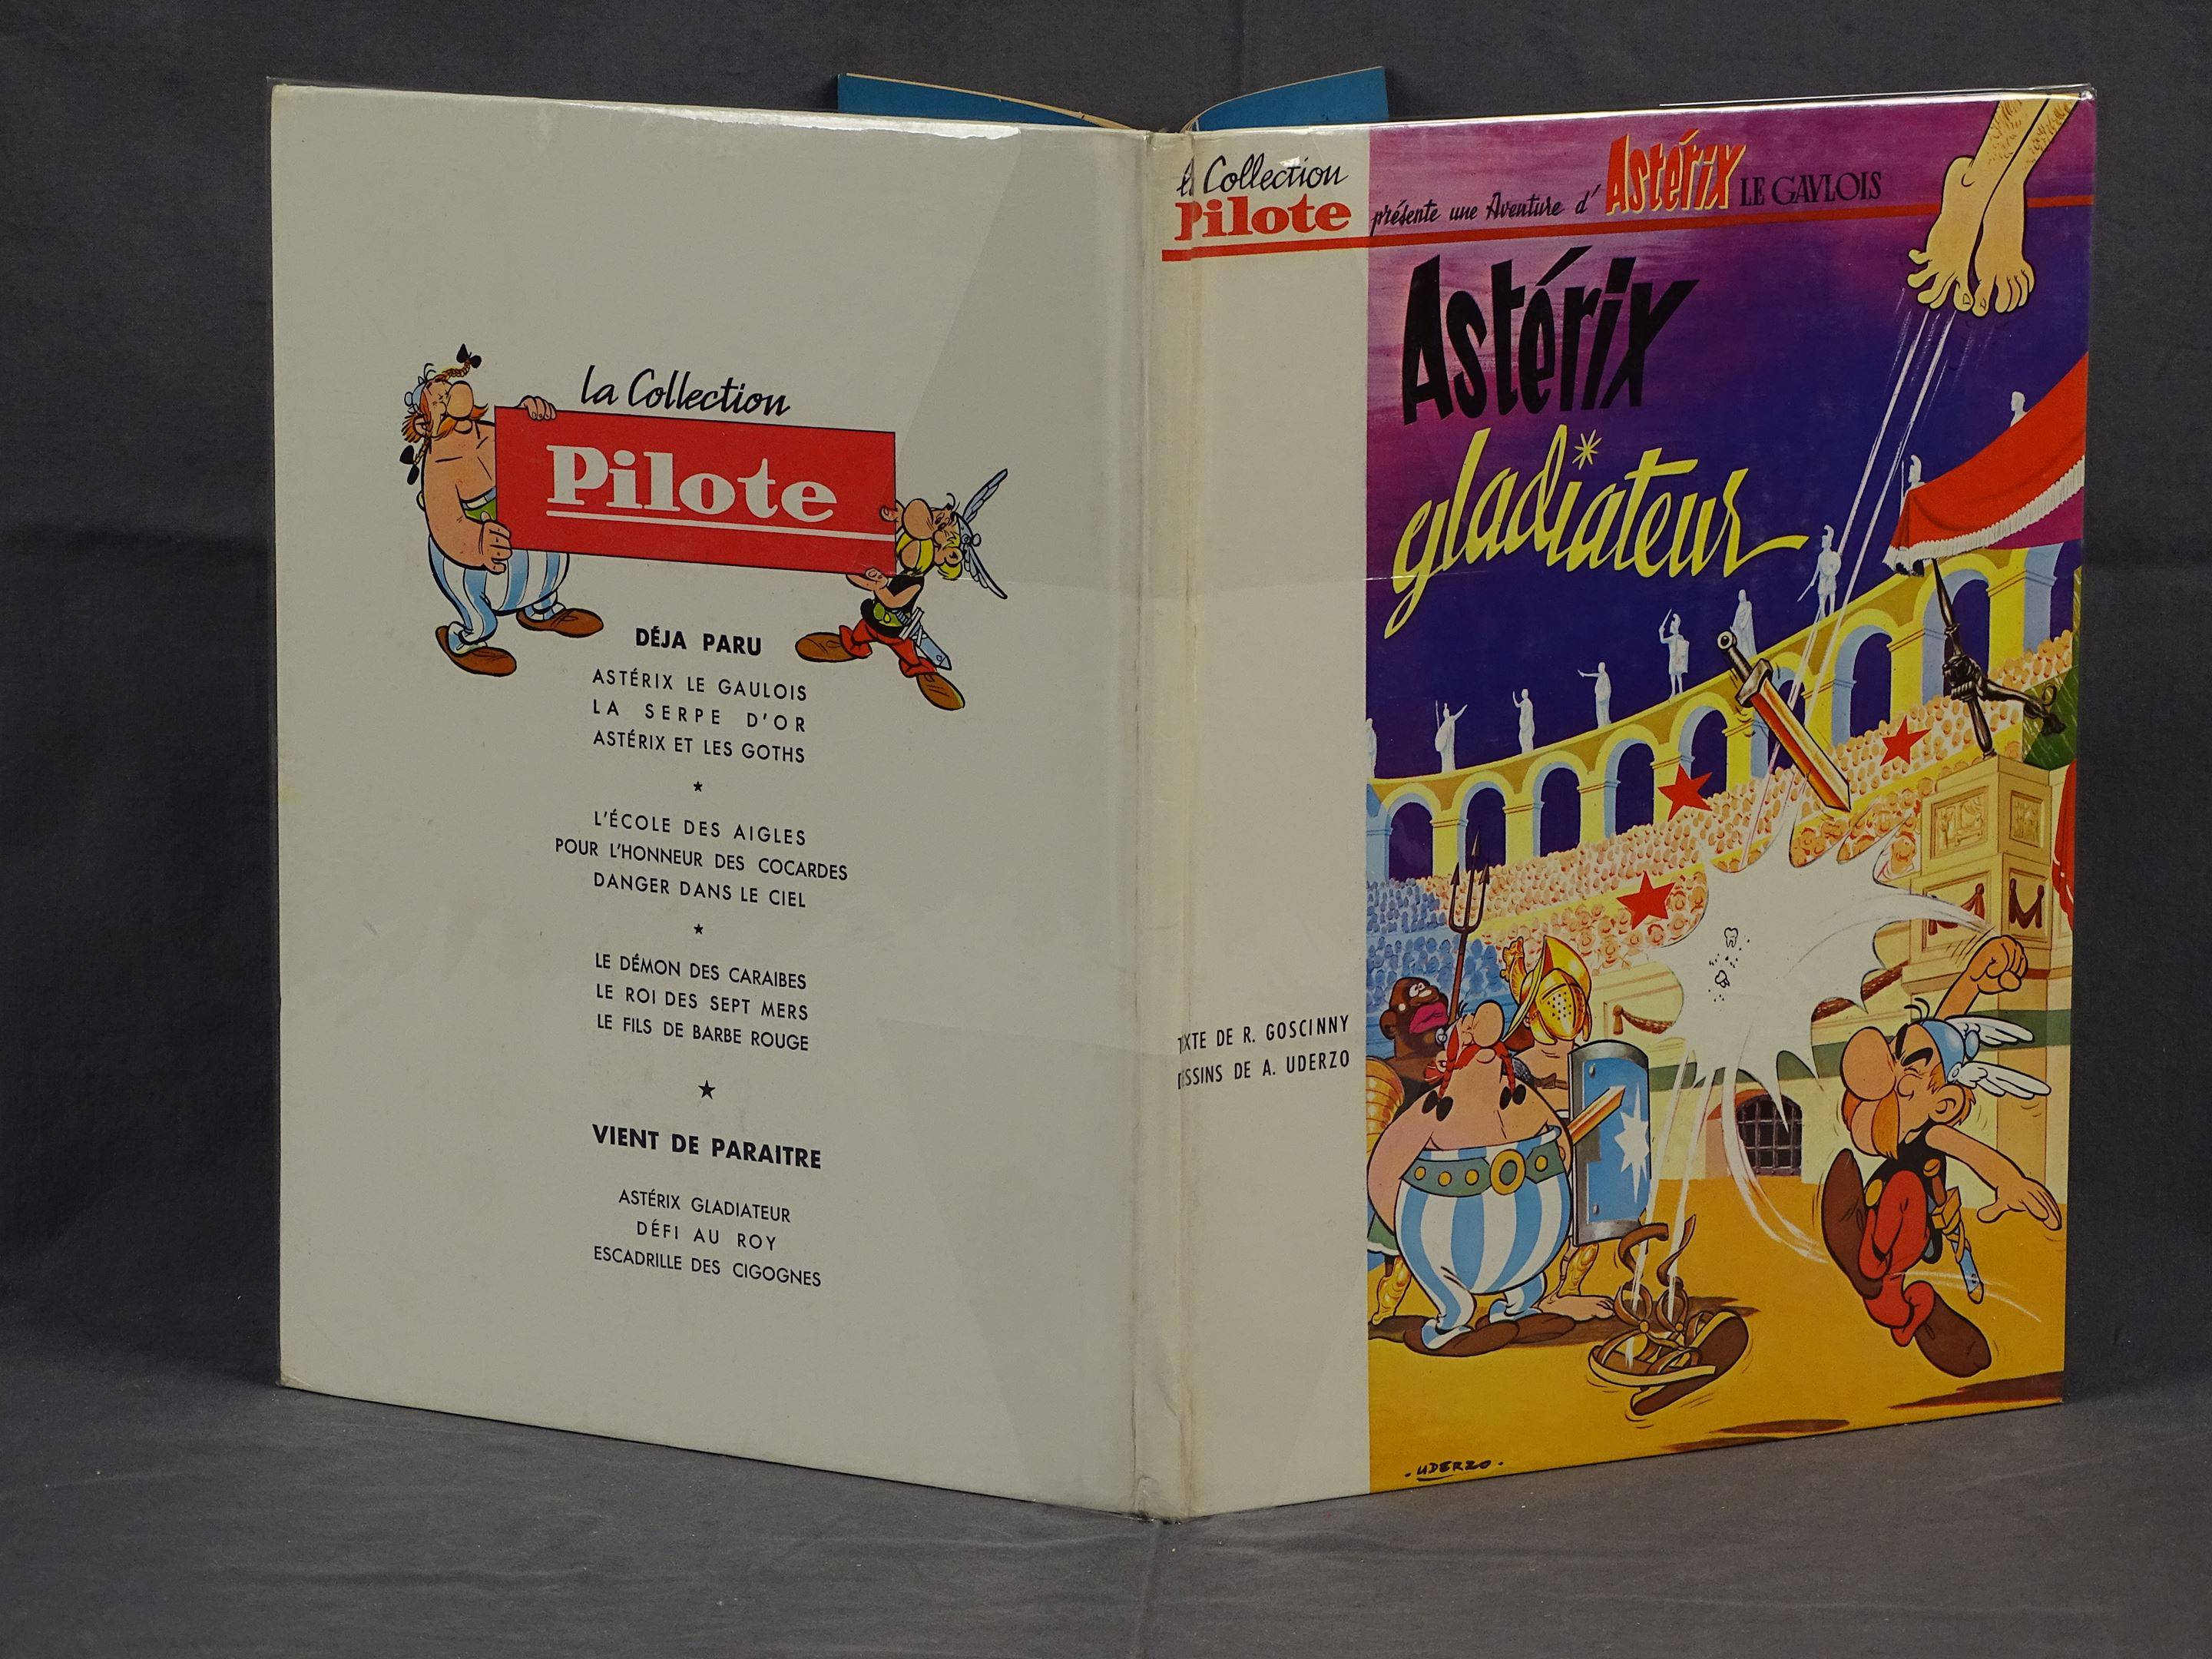 la Collection
Pilote
DÉJA PARU
ASTÉRIX LE GAULOIS
LA SERPE D'OR
ASTÉRIX ET LES GOTHS
L'ÉCOLE DES AIGLES
POUR L'HONNEUR DES COCARDES
DANGER DANS LE CIEL
LE DÉMON DES CARAIBES
LE ROI DES SEPT MERS
LE FILS DE BARBE ROUGE
VIENT DE PARAITRE
ASTÉRIX GLADIATEUR
DÉFI AU ROY
ESCADRILLE DES CIGOGNES
la Collection
Pilote
présente une Aventure d'Astérix LE GAVLOIS
Astérix
gladiateur
TEXTE DE R. GOSCINNY
DESSINS DE A. UDERZO
-UDERZO-